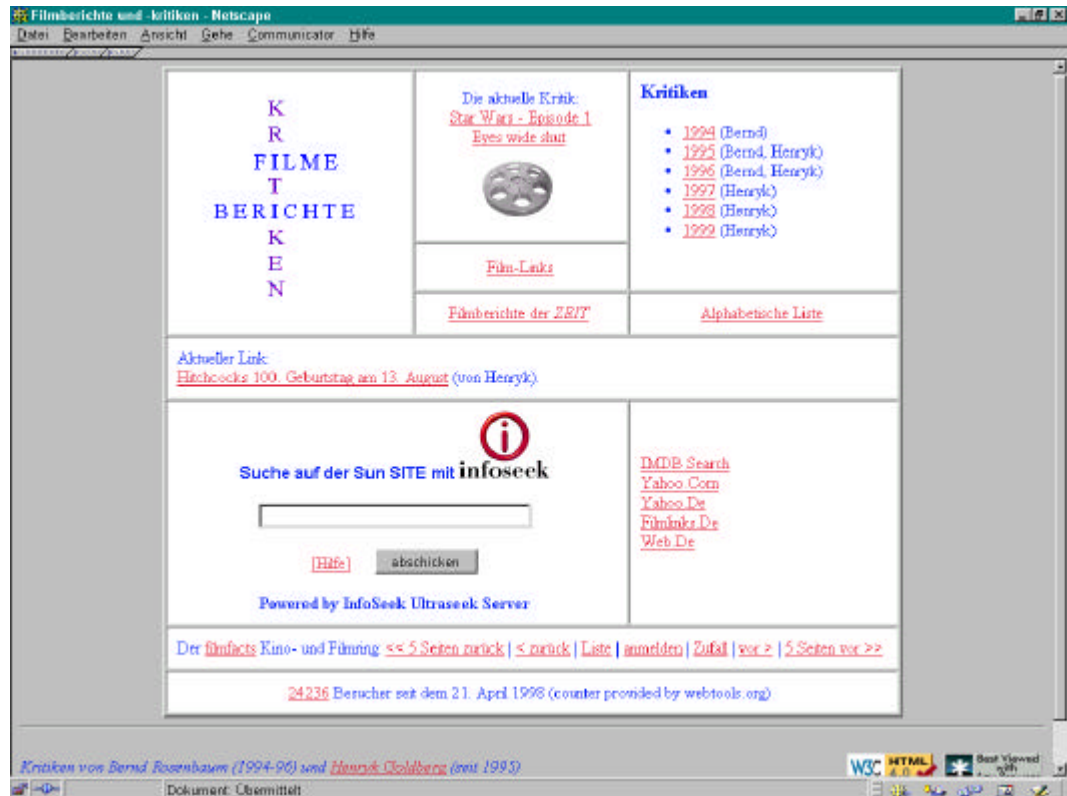 Filmberichte und -kritiken - Netscape
Datei Bearbeiten Ansicht Gehe Communicator Hilfe
K
R
FILME
T
BERICHTE
K
E
N
Die aktuelle Kritik:
Star Wars - Episode 1
Eyes wide shut
Film-Links
Filmberichte der ZEIT
Kritiken
1994 (Bernd)
1995 (Bernd, Henryk)
1996 (Bernd, Henryk)
1997 (Henryk)
1998 (Henryk)
1999 (Henryk)
Alphabetische Liste
Aktueller Link:
Hitchcocks 100. Geburtstag am 13. August (von Henryk)
Suche auf der Sun SITE mit infoseek
[Hilfe] abschicken
Powered by InfoSeek Ultraseek Server
IMDB Search
Yahoo.Com
Yahoo.De
Filmlinks.De
Web.De
Der filmfacts Kino- und Filmring << 5 Seiten zurück | < zurück | Liste | anmelden | Zufall | vor > | 5 Seiten vor >>
24236 Besucher seit dem 21. April 1998 (counter provided by webtools.org)
Kritiken von Bernd Rosenbaum (1994-96) und Henryk Goldberg (seit 1995)
W3C HTML 4.0
Best Viewed
with
Dokument: Übermittelt